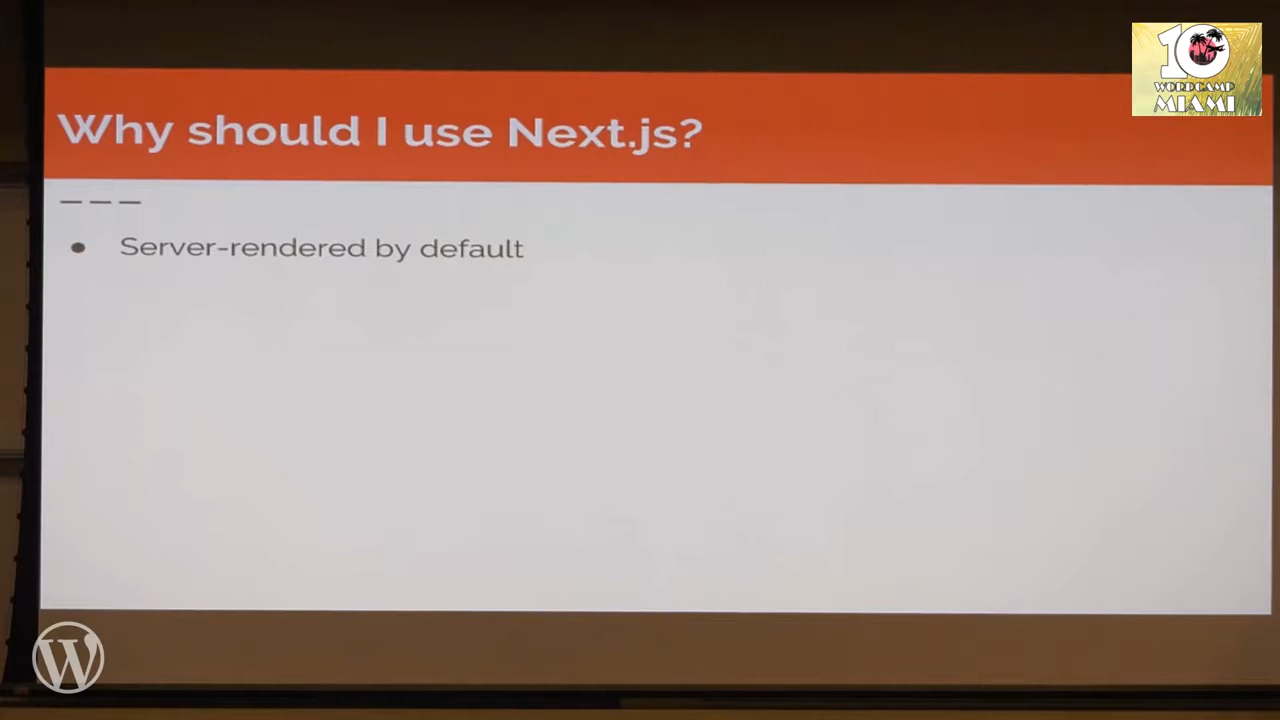 10
WORDCAMP
MIAMI
Why should I use Next.js?
● Server-rendered by default
W